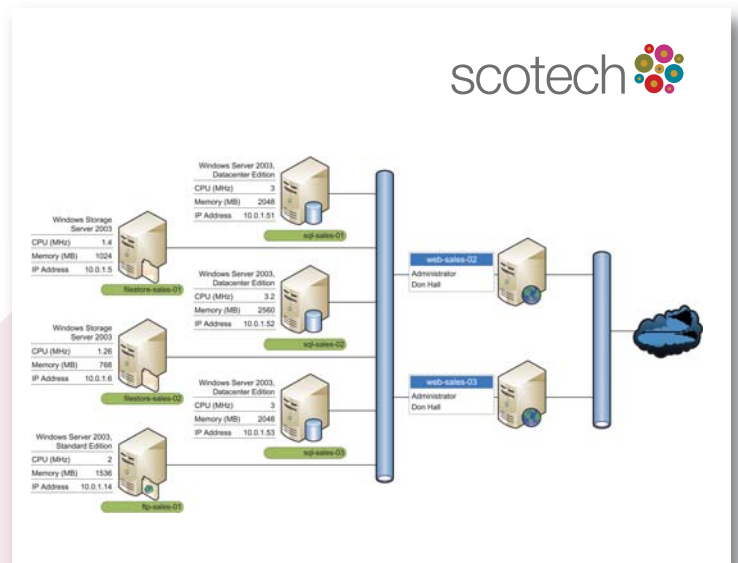 scotech
Windows Server 2003,
Datacenter Edition
CPU (MHz) 3
Memory (MB) 2048
IP Address 10.0.1.51
sql-sales-01
Windows Storage
Server 2003
CPU (MHz) 1.4
Memory (MB) 1024
IP Address 10.0.1.5
filestore-sales-01
Windows Server 2003,
Datacenter Edition
CPU (MHz) 3.2
Memory (MB) 2560
IP Address 10.0.1.52
sql-sales-02
web-sales-02
Administrator
Don Hall
Windows Storage
Server 2003
CPU (MHz) 1.26
Memory (MB) 768
IP Address 10.0.1.6
filestore-sales-02
Windows Server 2003,
Datacenter Edition
CPU (MHz) 3
Memory (MB) 2048
IP Address 10.0.1.53
sql-sales-03
web-sales-03
Administrator
Don Hall
Windows Server 2003,
Standard Edition
CPU (MHz) 2
Memory (MB) 1536
IP Address 10.0.1.14
ftp-sales-01